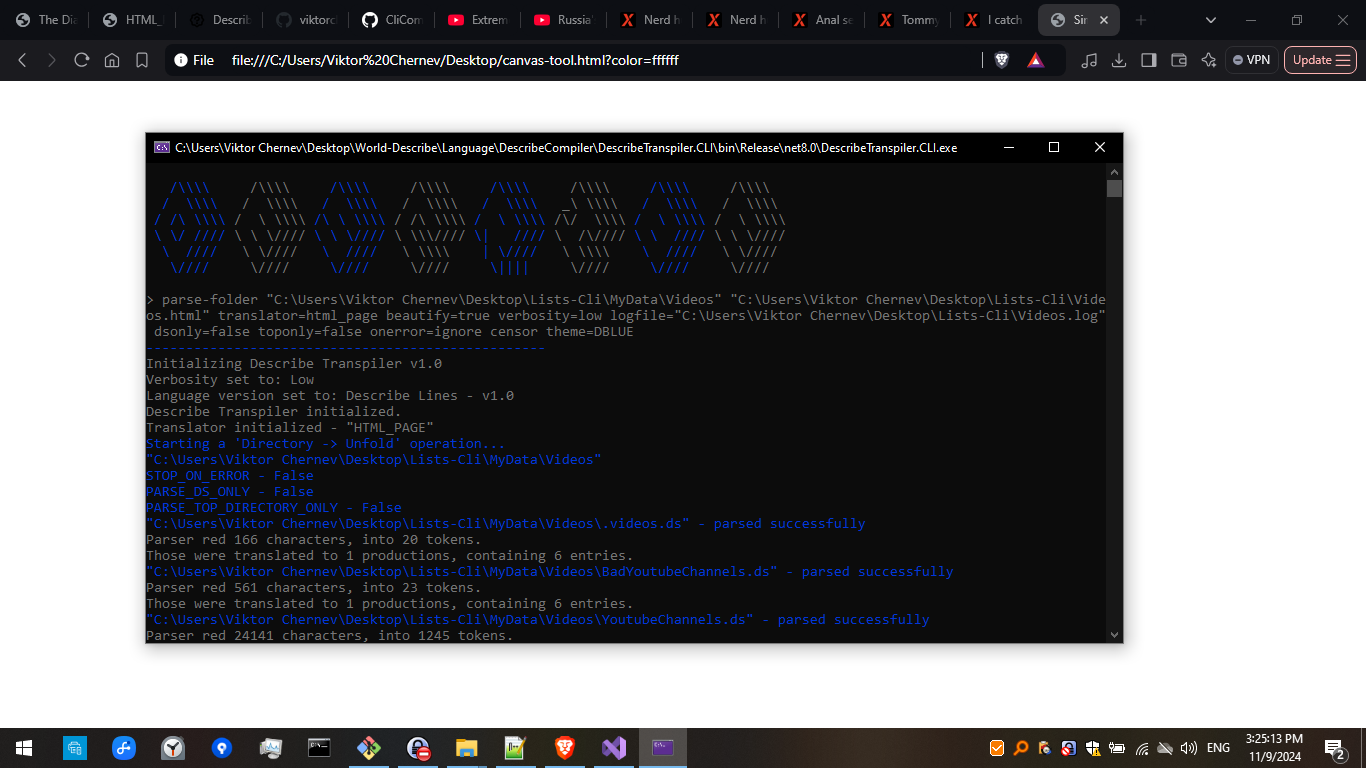 The Dia
HTML_
Describ
viktorcl
CliCom
Extrem
Russia'
Nerd h
Nerd h
Anal se
Tommy
I catch
Sir
File
file:///C:/Users/Viktor%20Chernev/Desktop/canvas-tool.html?color=ffffff
VPN
Update
C:\Users\Viktor Chernev\Desktop\World-Describe\Language\DescribeCompiler\DescribeTranspiler.CLI\bin\Release\net8.0\DescribeTranspiler.CLI.exe
> parse-folder "C:\Users\Viktor Chernev\Desktop\Lists-Cli\MyData\Videos" "C:\Users\Viktor Chernev\Desktop\Lists-Cli\Vide
os.html" translator=html_page beautify=true verbosity=low logfile="C:\Users\Viktor Chernev\Desktop\Lists-Cli\Videos.log"
dsonly=false toponly=false onerror=ignore censor theme=DBLUE
--------------------------------------------------
Initializing Describe Transpiler v1.0
Verbosity set to: Low
Language version set to: Describe Lines - v1.0
Describe Transpiler initialized.
Translator initialized - "HTML_PAGE"
Starting a 'Directory -> Unfold' operation...
"C:\Users\Viktor Chernev\Desktop\Lists-Cli\MyData\Videos"
STOP_ON_ERROR - False
PARSE_DS_ONLY - False
PARSE_TOP_DIRECTORY_ONLY - False
"C:\Users\Viktor Chernev\Desktop\Lists-Cli\MyData\Videos\.videos.ds" - parsed successfully
Parser red 166 characters, into 20 tokens.
Those were translated to 1 productions, containing 6 entries.
"C:\Users\Viktor Chernev\Desktop\Lists-Cli\MyData\Videos\BadYoutubeChannels.ds" - parsed successfully
Parser red 561 characters, into 23 tokens.
Those were translated to 1 productions, containing 6 entries.
"C:\Users\Viktor Chernev\Desktop\Lists-Cli\MyData\Videos\YoutubeChannels.ds" - parsed successfully
Parser red 24141 characters, into 1245 tokens.
ENG
3:25:13 PM
11/9/2024
2